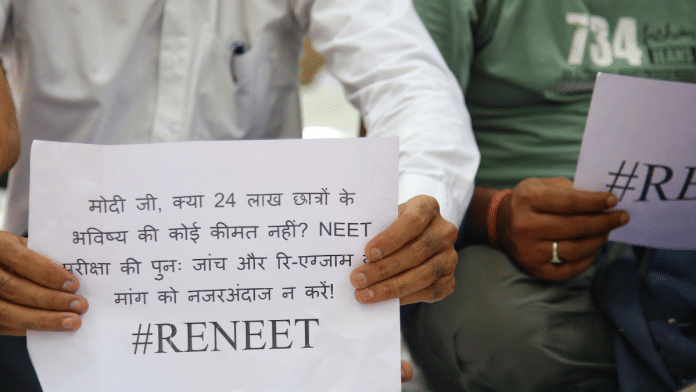 734
मोदी जी, क्या 24 लाख छात्रों के
भविष्य की कोई कीमत नहीं? NEET
परीक्षा की पुनः जांच और रि-एग्जाम
मांग को नजरअंदाज न करें!
#RENEET
#RE